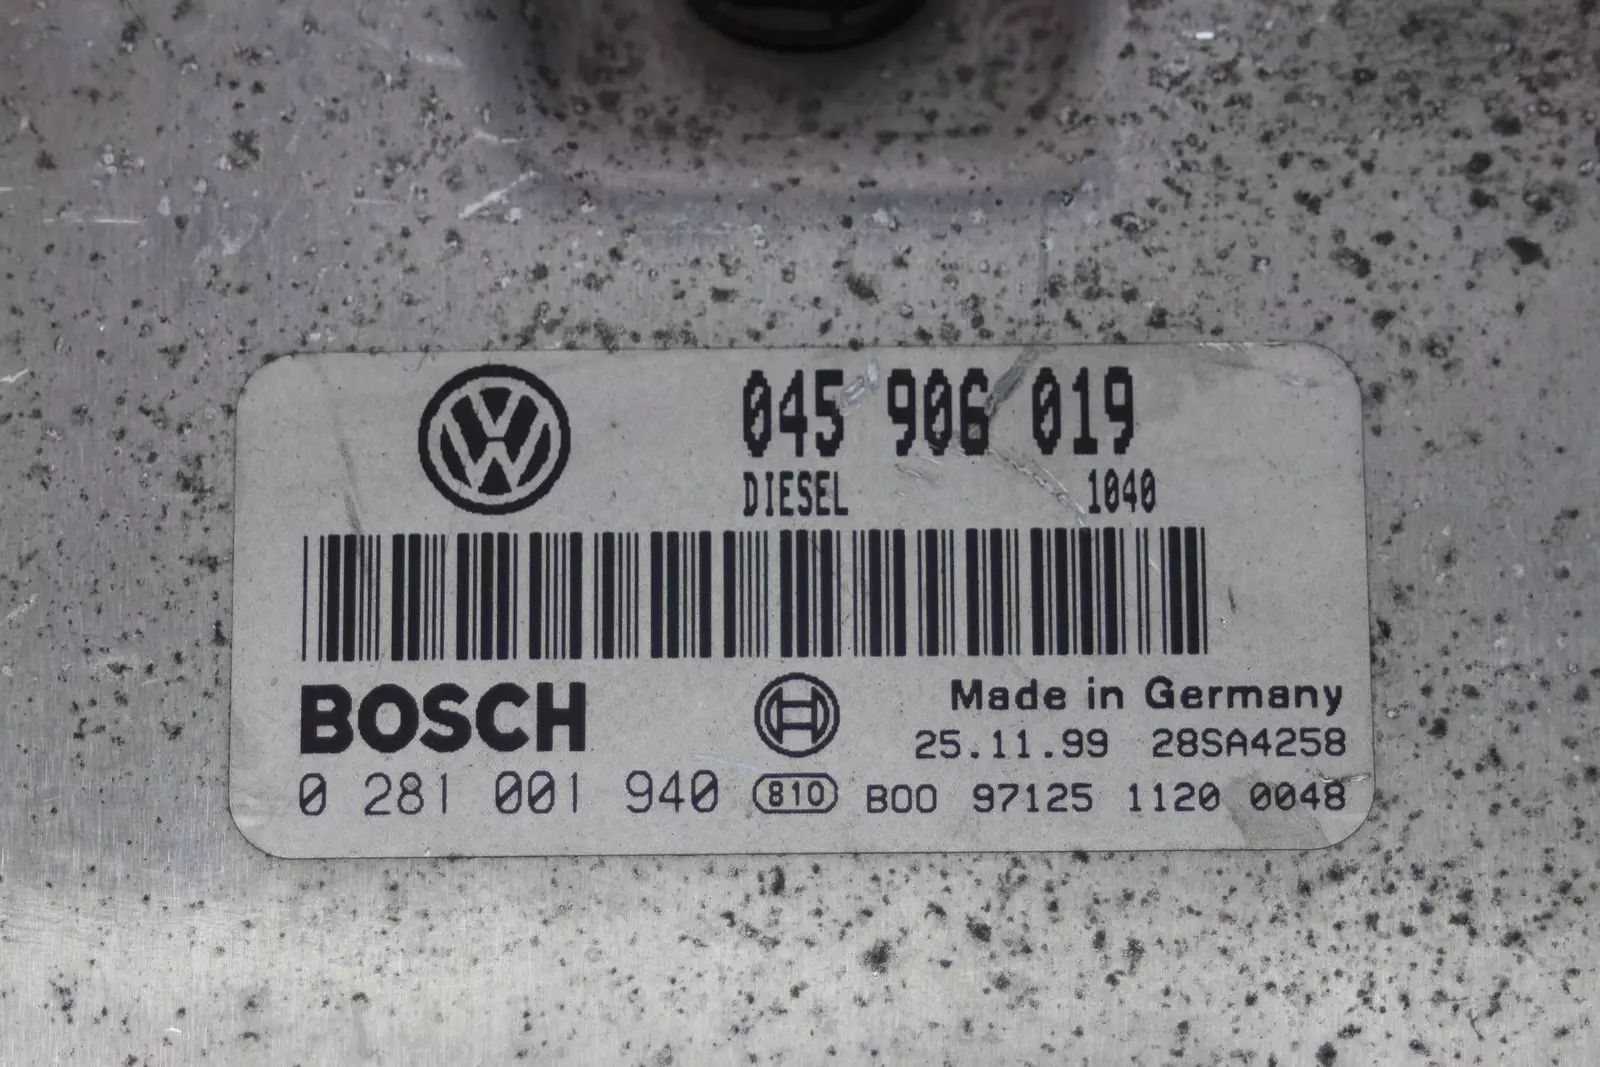 045 906 019
DIESEL 1040
BOSCH
Made in Germany
25.11.99 28SA4258
0 281 001 940 810 B00 97125 1120 0048